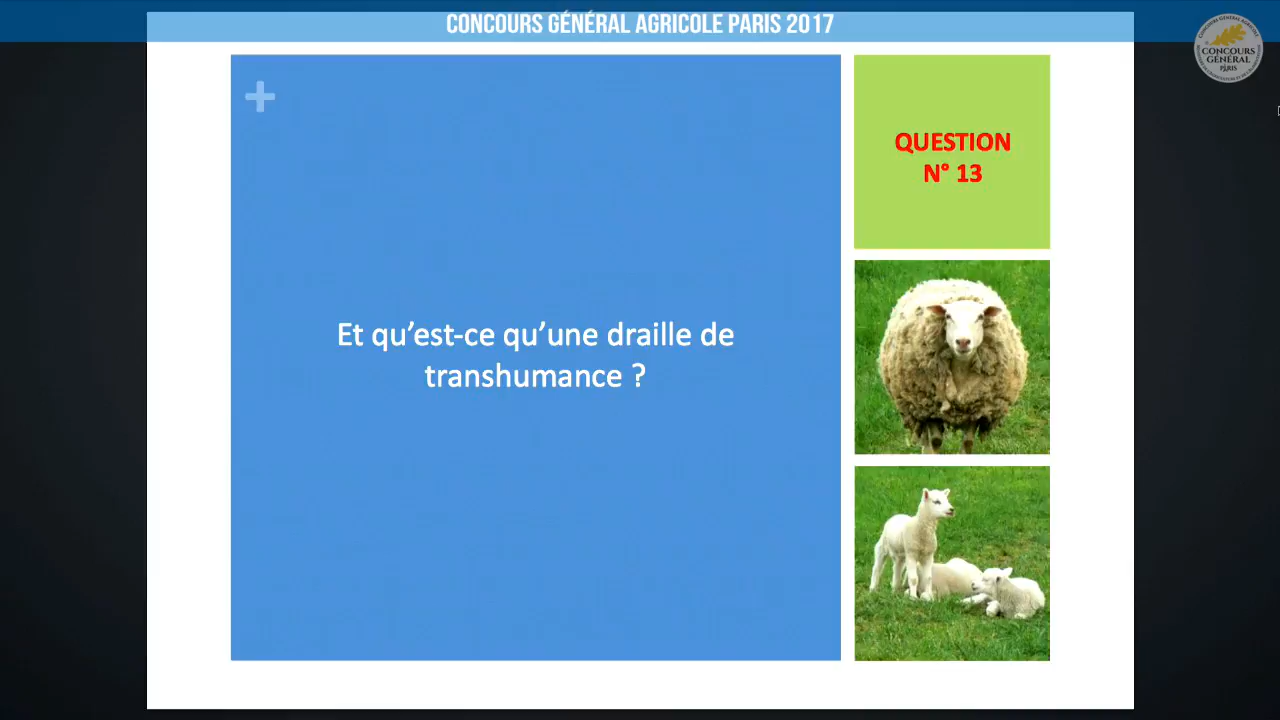 CONCOURS GÉNÉRAL AGRICOLE PARIS 2017
CONCOURS
GÉNÉRAL
PARIS
QUESTION
N° 13
Et qu’est-ce qu’une draille de
transhumance ?